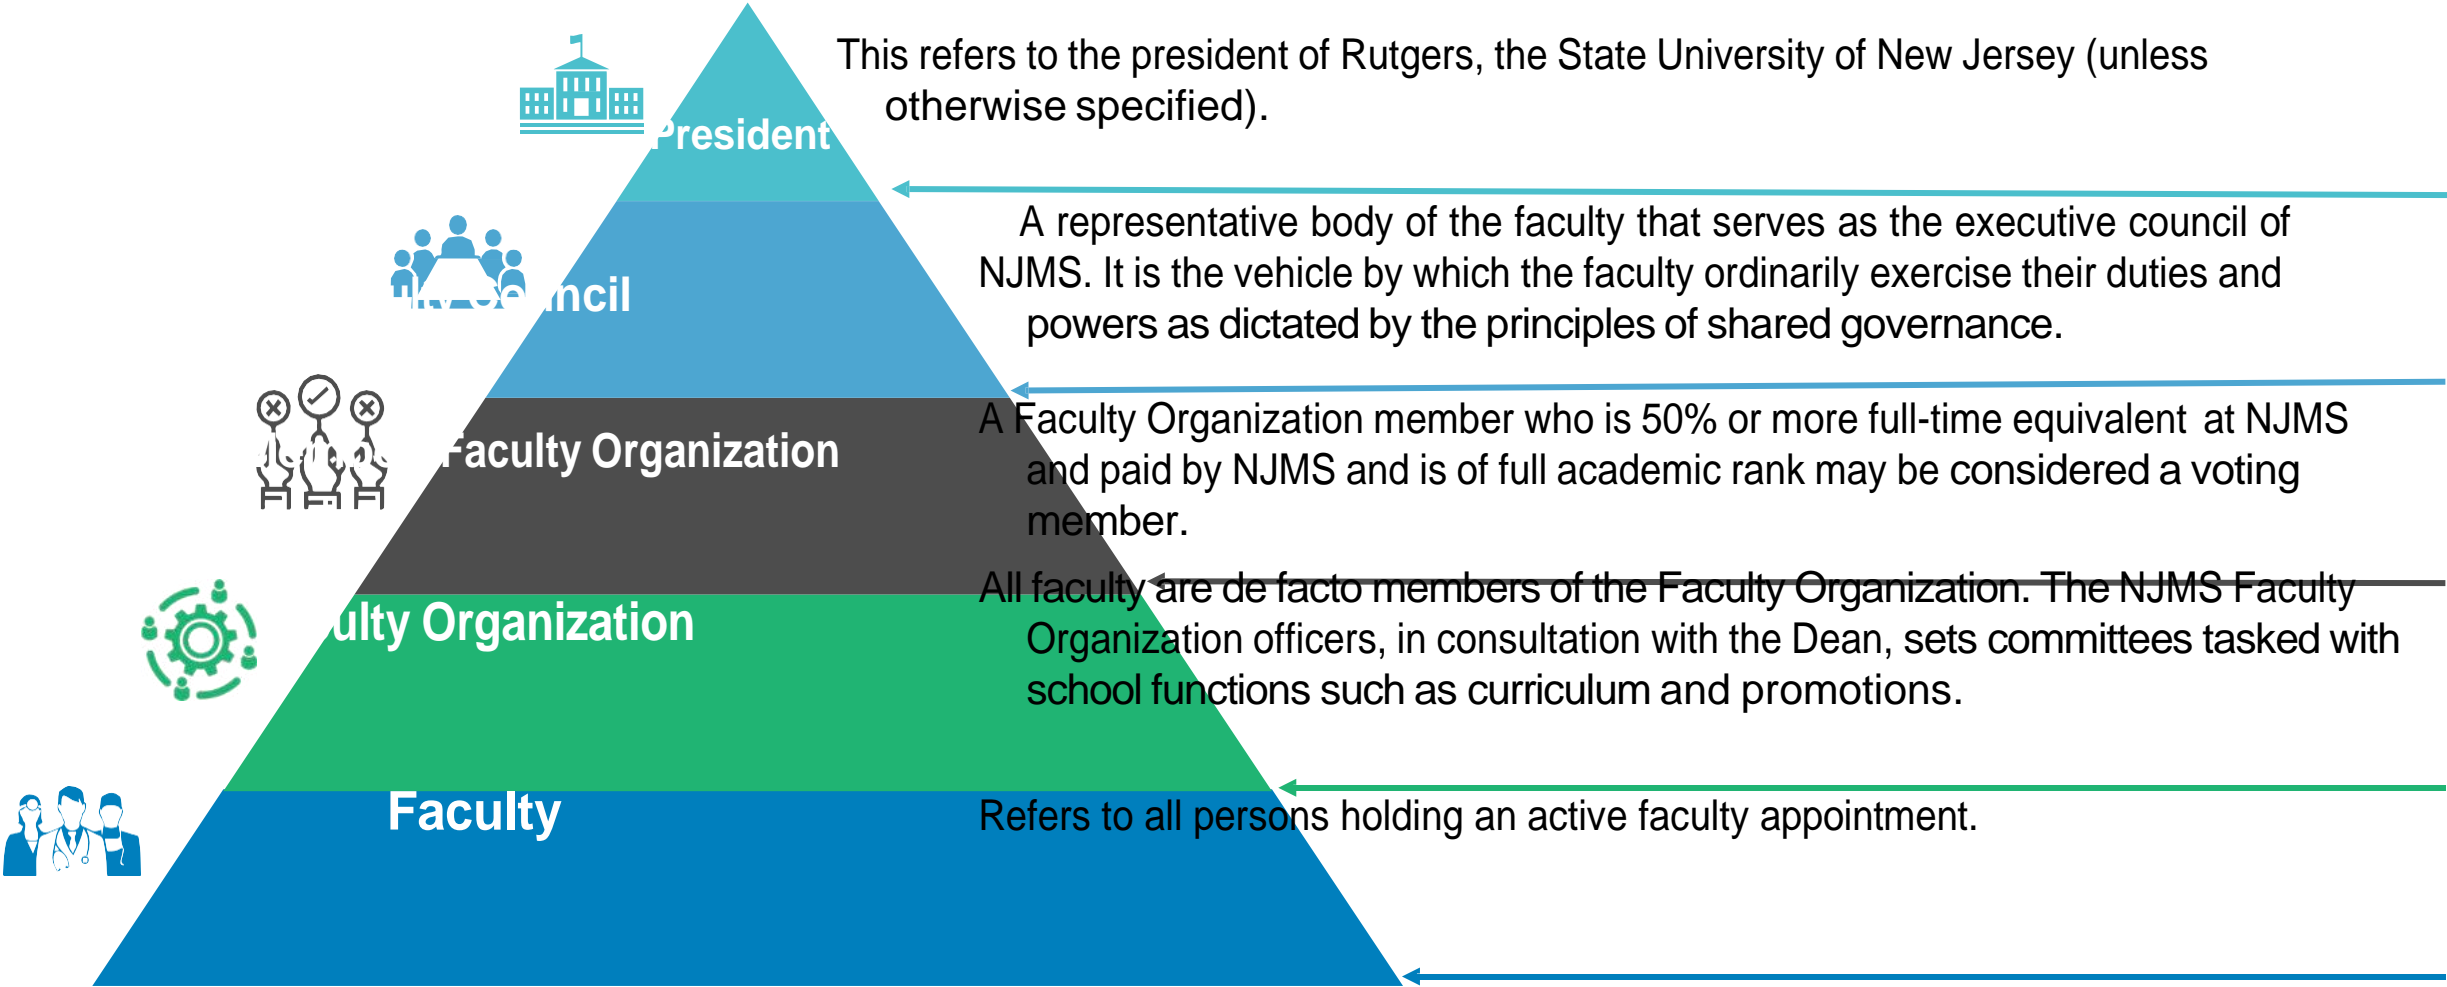 This refers to the president of Rutgers, the State University of New Jersey (unless
otherwise specified).
President
A representative body of the faculty that serves as the executive council of
NJMS. It is the vehicle by which the faculty ordinarily exercise their duties and
powers as dictated by the principles of shared governance.
ulty Council
A Faculty Organization member who is 50% or more full-time equivalent at NJMS
and paid by NJMS and is of full academic rank may be considered a voting
member.
Member Faculty Organization
All faculty are de facto members of the Faculty Organization. The NJMS Faculty
Organization officers, in consultation with the Dean, sets committees tasked with
school functions such as curriculum and promotions.
ulty Organization
Faculty
Refers to all persons holding an active faculty appointment.